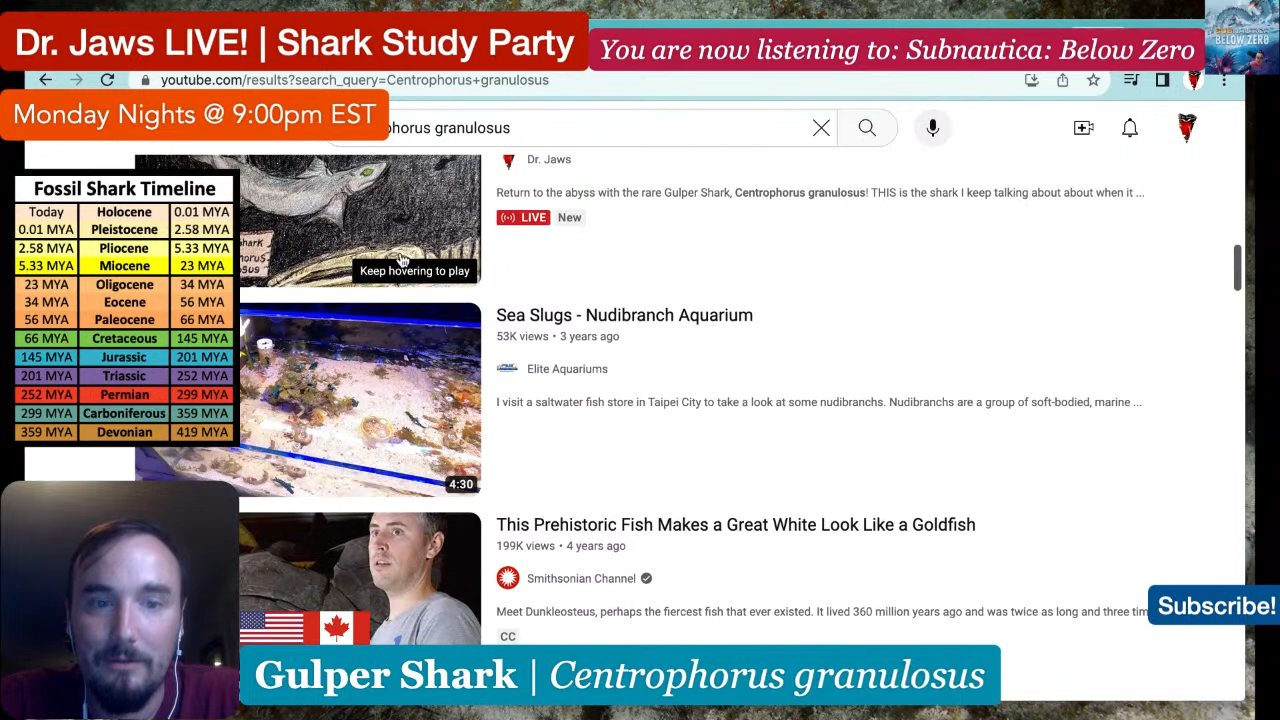 Dr. Jaws LIVE! | Shark Study Party
You are now listening to: Subnautica: Below Zero
BELOW ZERO
youtube.com/results?search_query=Centrophorus+granulosus
Monday Nights @ 9:00pm EST
phorus granulosus
Dr. Jaws
Return to the abyss with the rare Gulper Shark, Centrophorus granulosus! THIS is the shark I keep talking about about when it ...
LIVE New
Keep hovering to play
Fossil Shark Timeline
Today Holocene 0.01 MYA
0.01 MYA Pleistocene 2.58 MYA
2.58 MYA Pliocene 5.33 MYA
5.33 MYA Miocene 23 MYA
23 MYA Oligocene 34 MYA
34 MYA Eocene 56 MYA
56 MYA Paleocene 66 MYA
66 MYA Cretaceous 145 MYA
145 MYA Jurassic 201 MYA
201 MYA Triassic 252 MYA
252 MYA Permian 299 MYA
299 MYA Carboniferous 359 MYA
359 MYA Devonian 419 MYA
Sea Slugs - Nudibranch Aquarium
53K views • 3 years ago
Elite Aquariums
I visit a saltwater fish store in Taipei City to take a look at some nudibranchs. Nudibranchs are a group of soft-bodied, marine ...
4:30
This Prehistoric Fish Makes a Great White Look Like a Goldfish
199K views • 4 years ago
Smithsonian Channel
Meet Dunkleosteus, perhaps the fiercest fish that ever existed. It lived 360 million years ago and was twice as long and three tim
CC
Subscribe!
Gulper Shark | Centrophorus granulosus